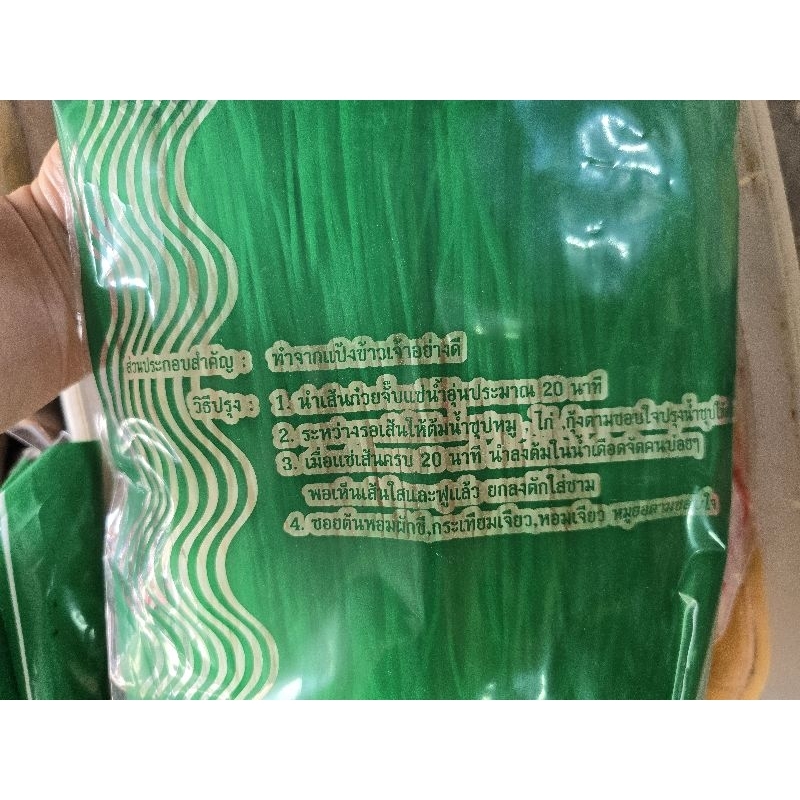 ส่วนประกอบสำคัญ : ทำจากแป้งข้าวเจ้าอย่างดี
วิธีปรุง : 1. นำเส้นก๋วยจั๊บแช่น้ำอุ่นประมาณ 20 นาที
2. ระหว่างรอเส้นให้ต้มน้ำซุปหมู , ไก่ ,กุ้งตามชอบใจปรุงน้ำซุปให้
3. เมื่อแช่เส้นครบ 20 นาที นำลงต้มในน้ำเดือดจัดคนบ่อยๆ
พอเห็นเส้นใสและฟูแล้ว ยกลงตักใส่ชาม
4. ซอยต้นหอมผักชี,กระเทียมเจียว,หอมเจียว หมูยอตามชอบใจ